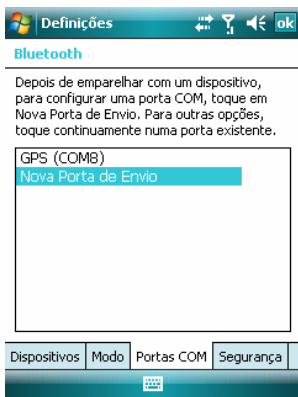 Definições
ok
Bluetooth
Depois de emparelhar com um dispositivo,
para configurar uma porta COM, toque em
Nova Porta de Envio. Para outras opções,
toque continuamente numa porta existente.
GPS (COM8)
Nova Porta de Envio
Dispositivos Modo Portas COM Segurança